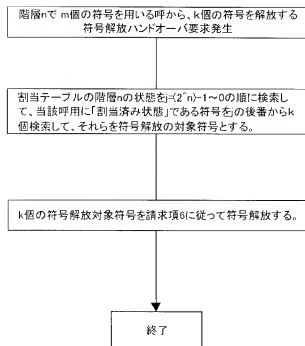 階層nで m個の符号を用いる呼から、k個の符号を解放する
符号解放ハンドオーバ要求発生
割当テーブルの階層nの状態をj=(2^n)-1～0の順に検索し
て、当該呼用に「割当済み状態」である符号をjの後番からk
個検索して、それらを符号解放の対象符号とする。
k個の符号解放対象符号を請求項6に従って符号解放する。
終了